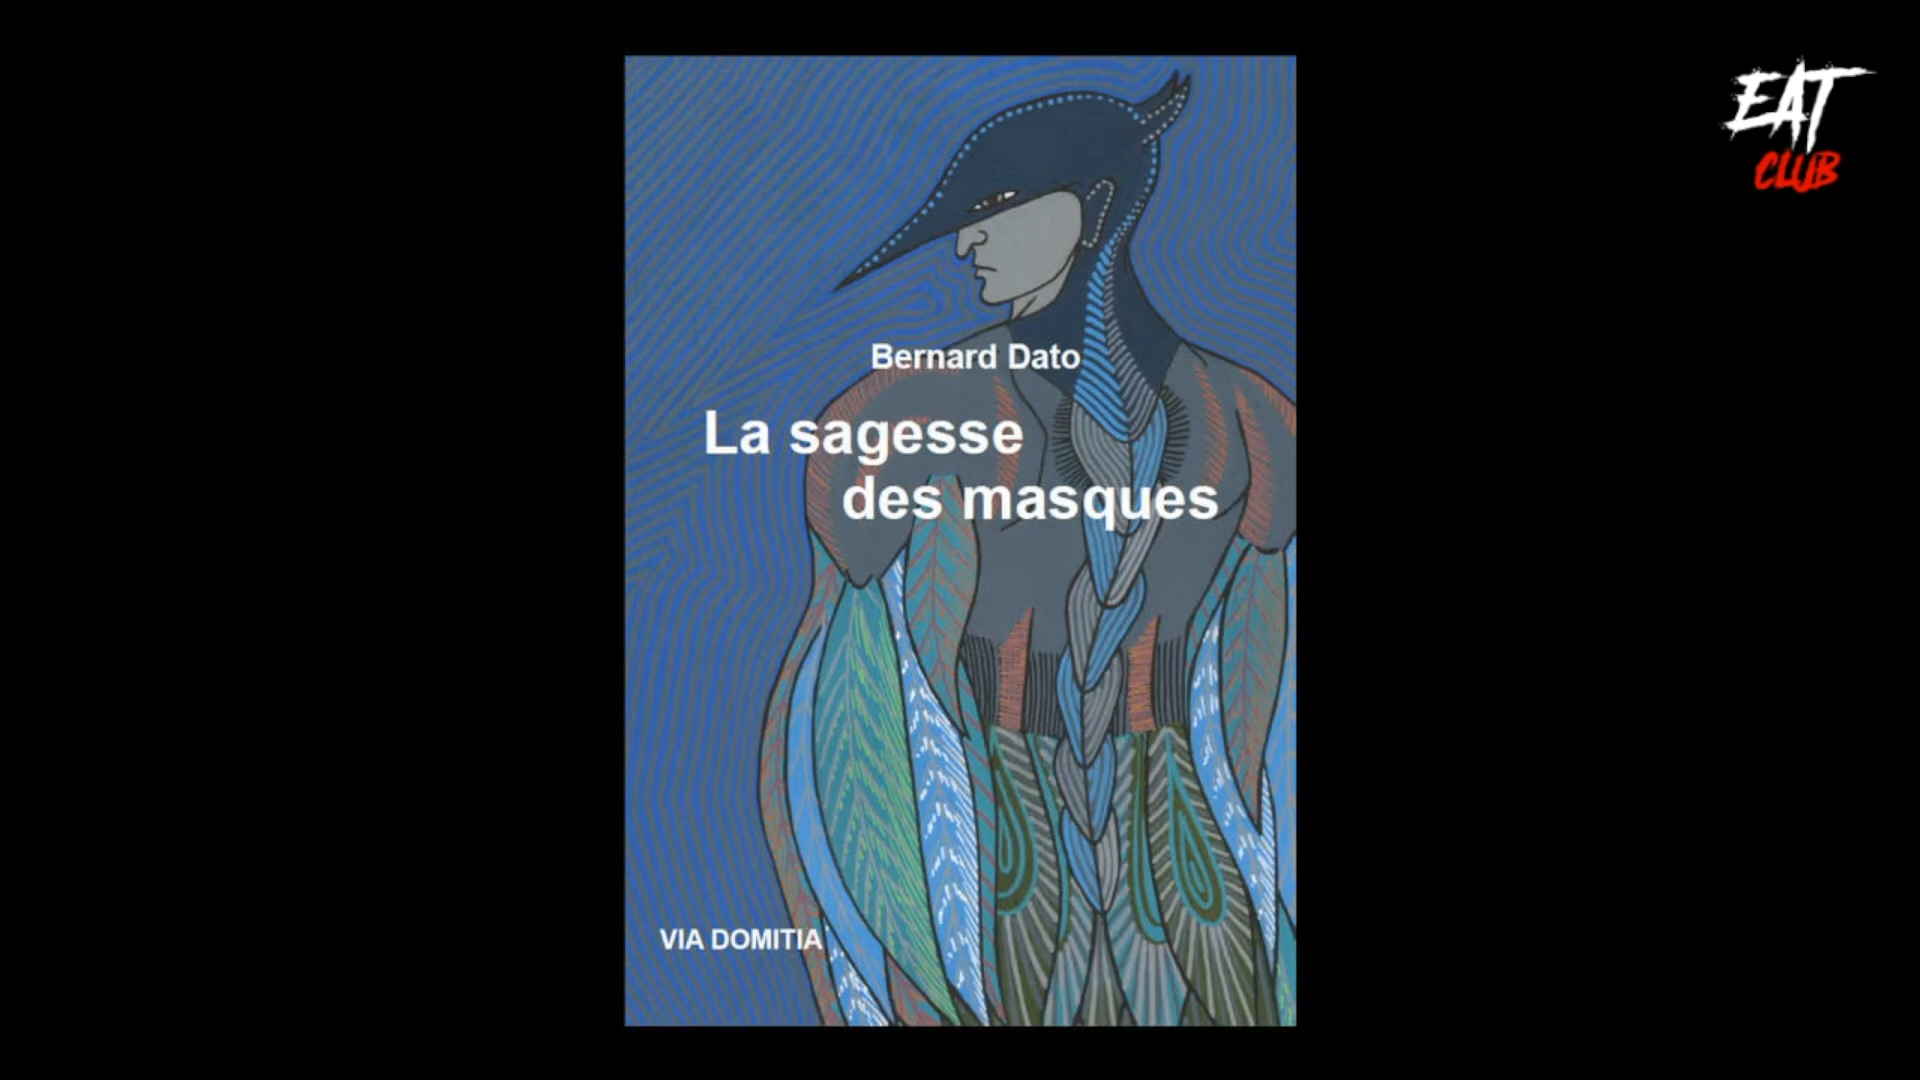 EAT
CLUB
Bernard Dato
La sagesse
des masques
VIA DOMITIA